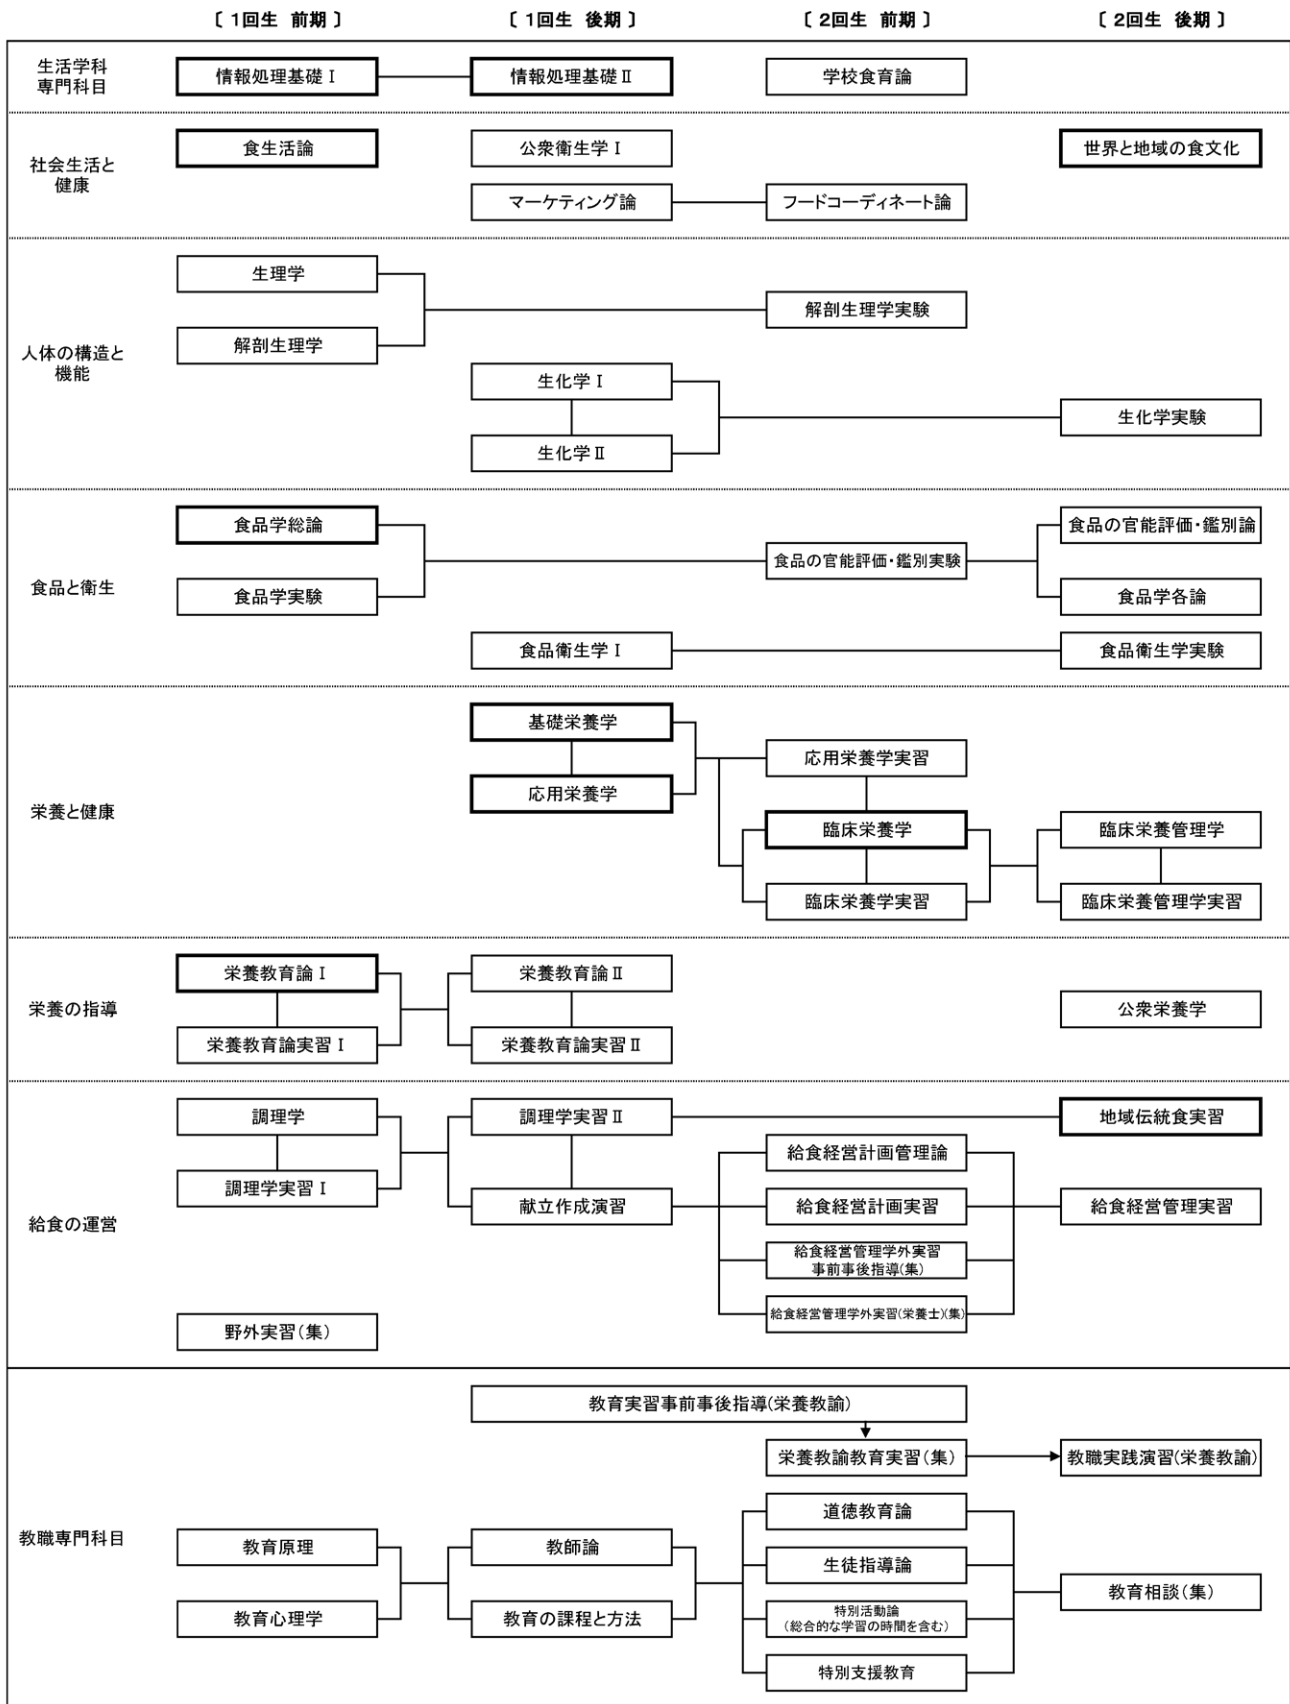 〔 1回生 前期 〕 〔 1回生 後期 〕 〔 2回生 前期 〕 〔 2回生 後期 〕
生活学科
専門科目
情報処理基礎Ⅰ
情報処理基礎Ⅱ
学校食育論
社会生活と
健康
食生活論
公衆衛生学Ⅰ
世界と地域の食文化
マーケティング論
フードコーディネート論
人体の構造と
機能
生理学
解剖生理学
解剖生理学実験
生化学Ⅰ
生化学Ⅱ
生化学実験
食品と衛生
食品学総論
食品学実験
食品の官能評価・鑑別実験
食品の官能評価・鑑別論
食品学各論
食品衛生学Ⅰ
食品衛生学実験
栄養と健康
基礎栄養学
応用栄養学
応用栄養学実習
臨床栄養学
臨床栄養学実習
臨床栄養管理学
臨床栄養管理学実習
栄養の指導
栄養教育論Ⅰ
栄養教育論実習Ⅰ
栄養教育論Ⅱ
栄養教育論実習Ⅱ
公衆栄養学
給食の運営
調理学
調理学実習Ⅰ
調理学実習Ⅱ
献立作成演習
地域伝統食実習
給食経営計画管理論
給食経営計画実習
給食経営管理学外実習
事前事後指導(集)
給食経営管理学外実習(栄養士)(集)
給食経営管理実習
野外実習(集)
教職専門科目
教育実習事前事後指導(栄養教諭)
栄養教諭教育実習(集)
教職実践演習(栄養教諭)
教育原理
教育心理学
教師論
教育の課程と方法
道徳教育論
生徒指導論
特別活動論
(総合的な学習の時間を含む)
特別支援教育
教育相談(集)